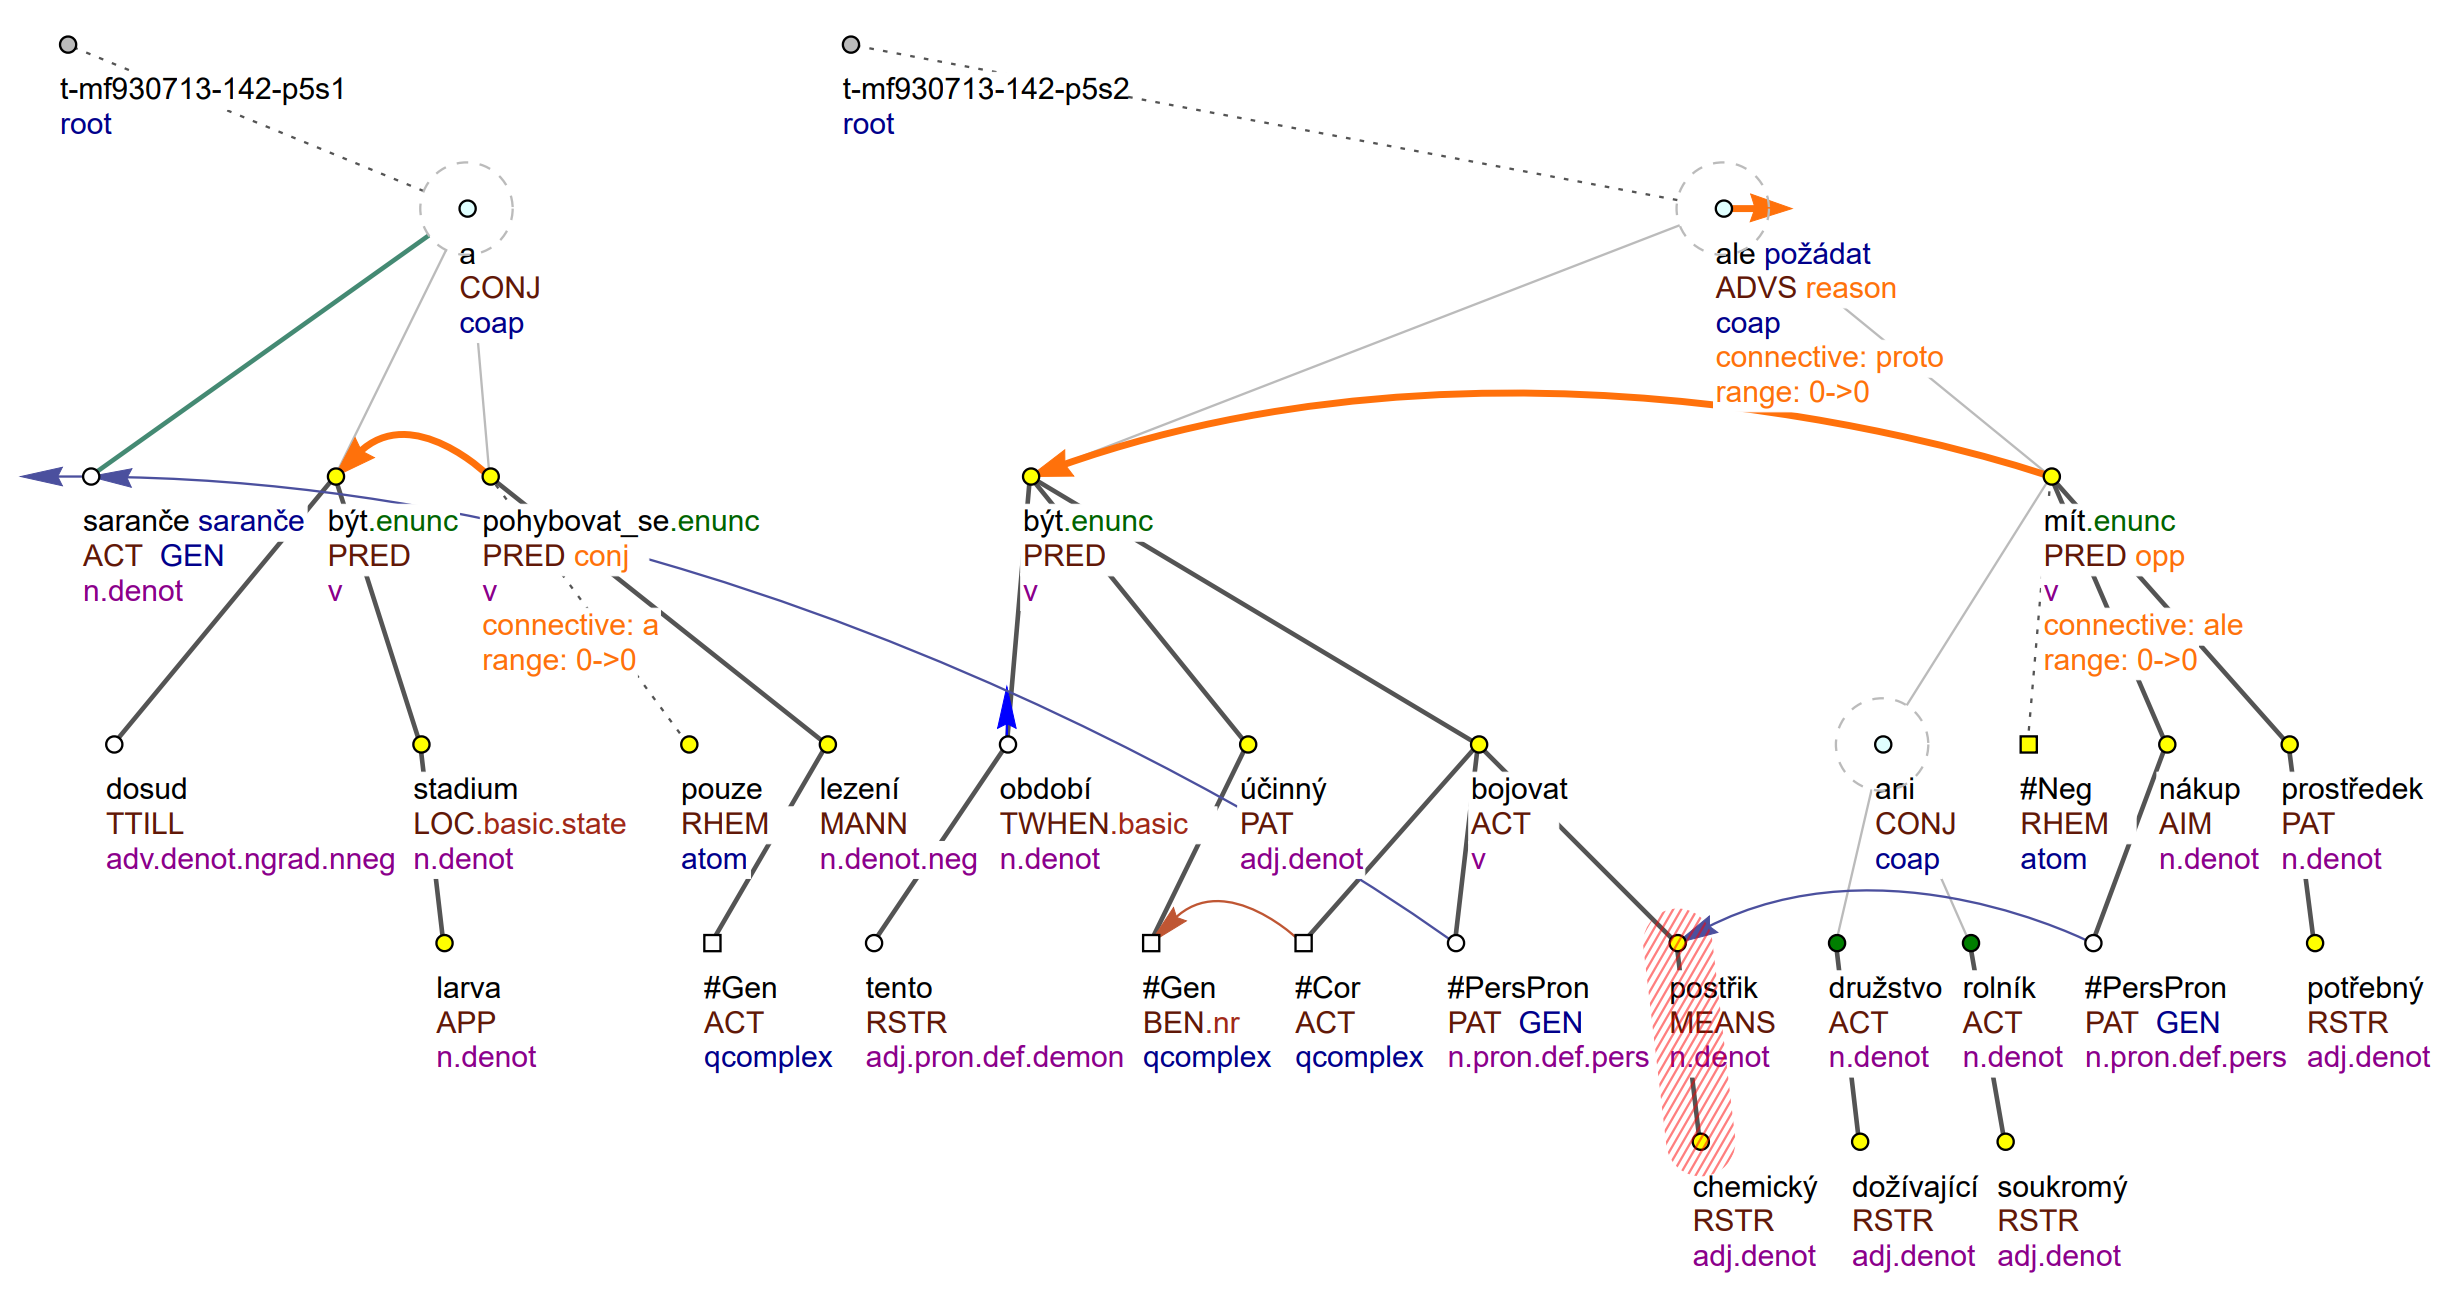 t-mf930713-142-p5s1
root
t-mf930713-142-p5s2
root
a
CONJ
coap
ale požádat
ADVS reason
coap
connective: proto
range: 0->0
saranče saranče
ACT GEN
n.denot
být.enunc
PRED
v
pohybovat_se.enunc
PRED conj
v
connective: a
range: 0->0
být.enunc
PRED
v
mít.enunc
PRED opp
v
connective: ale
range: 0->0
dosud
TTILL
adv.denot.ngrad.nneg
stadium
LOC.basic.state
n.denot
pouze
RHEM
atom
lezení
MANN
n.denot.neg
období
TWHEN.basic
n.denot
účinný
PAT
adj.denot
bojovat
ACT
v
ani
CONJ
coap
#Neg
RHEM
atom
nákup
AIM
n.denot
prostředek
PAT
n.denot
larva
APP
n.denot
#Gen
ACT
qcomplex
tento
RSTR
adj.pron.def.demon
#Gen
BEN.nr
qcomplex
#Cor
ACT
qcomplex
#PersPron
PAT GEN
n.pron.def.pers
postřik
MEANS
n.denot
družstvo
ACT
n.denot
rolník
ACT
n.denot
#PersPron
PAT GEN
n.pron.def.pers
potřebný
RSTR
adj.denot
chemický
RSTR
adj.denot
dožívající
RSTR
adj.denot
soukromý
RSTR
adj.denot